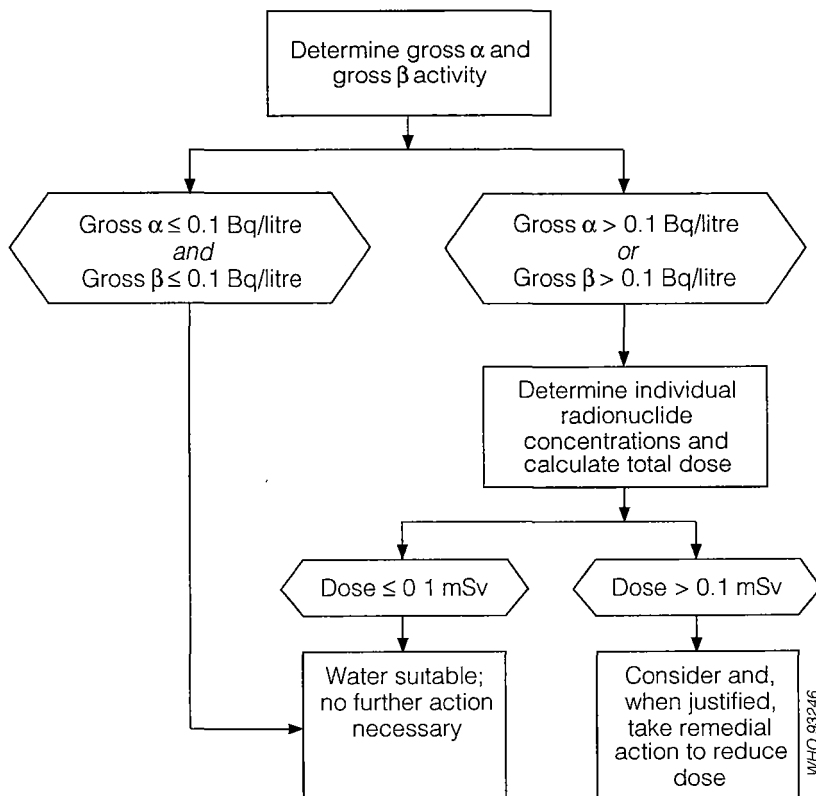 Determine gross α and
gross β activity
Gross α ≤ 0.1 Bq/litre
and
Gross β ≤ 0.1 Bq/litre
Gross α > 0.1 Bq/litre
or
Gross β > 0.1 Bq/litre
Determine individual
radionuclide
concentrations and
calculate total dose
Dose ≤ 0 1 mSv
Dose > 0.1 mSv
Water suitable;
no further action
necessary
Consider and,
when justified,
take remedial
action to reduce
dose
WHO 93246